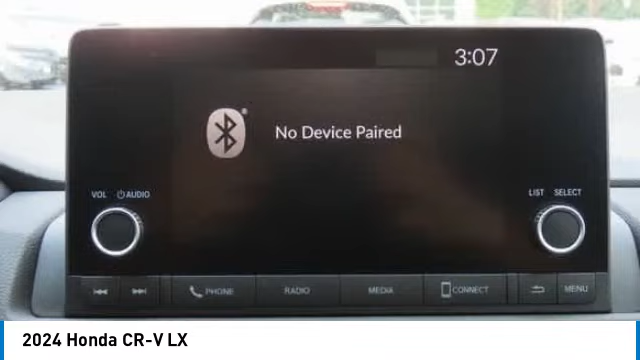 3:07
No Device Paired
VOL AUDIO
LIST SELECT
PHONE RADIO MEDIA CONNECT MENU
2024 Honda CR-V LX